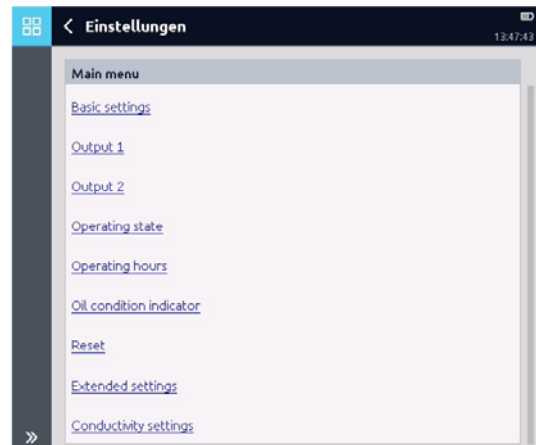 Einstellungen
13:47:43
Main menu
Basic settings
Output 1
Output 2
Operating state
Operating hours
Oil condition indicator
Reset
Extended settings
Conductivity settings